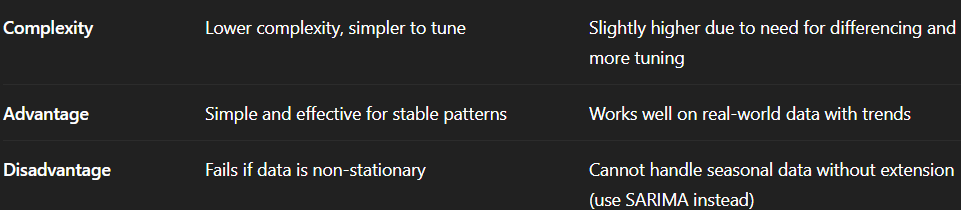 Complexity
Lower complexity, simpler to tune
Slightly higher due to need for differencing and
more tuning
Advantage
Simple and effective for stable patterns
Works well on real-world data with trends
Disadvantage
Fails if data is non-stationary
Cannot handle seasonal data without extension
(use SARIMA instead)